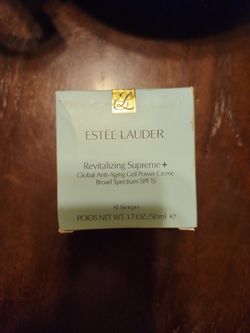 ESTĒE LAUDER
Revitalizing Supreme+
Global Anti-Aging Cell Power Creme
Broad Spectrum SPF 15
All Skintypes
POIDS NET WT. 1.7 OZ./50 ml ℮